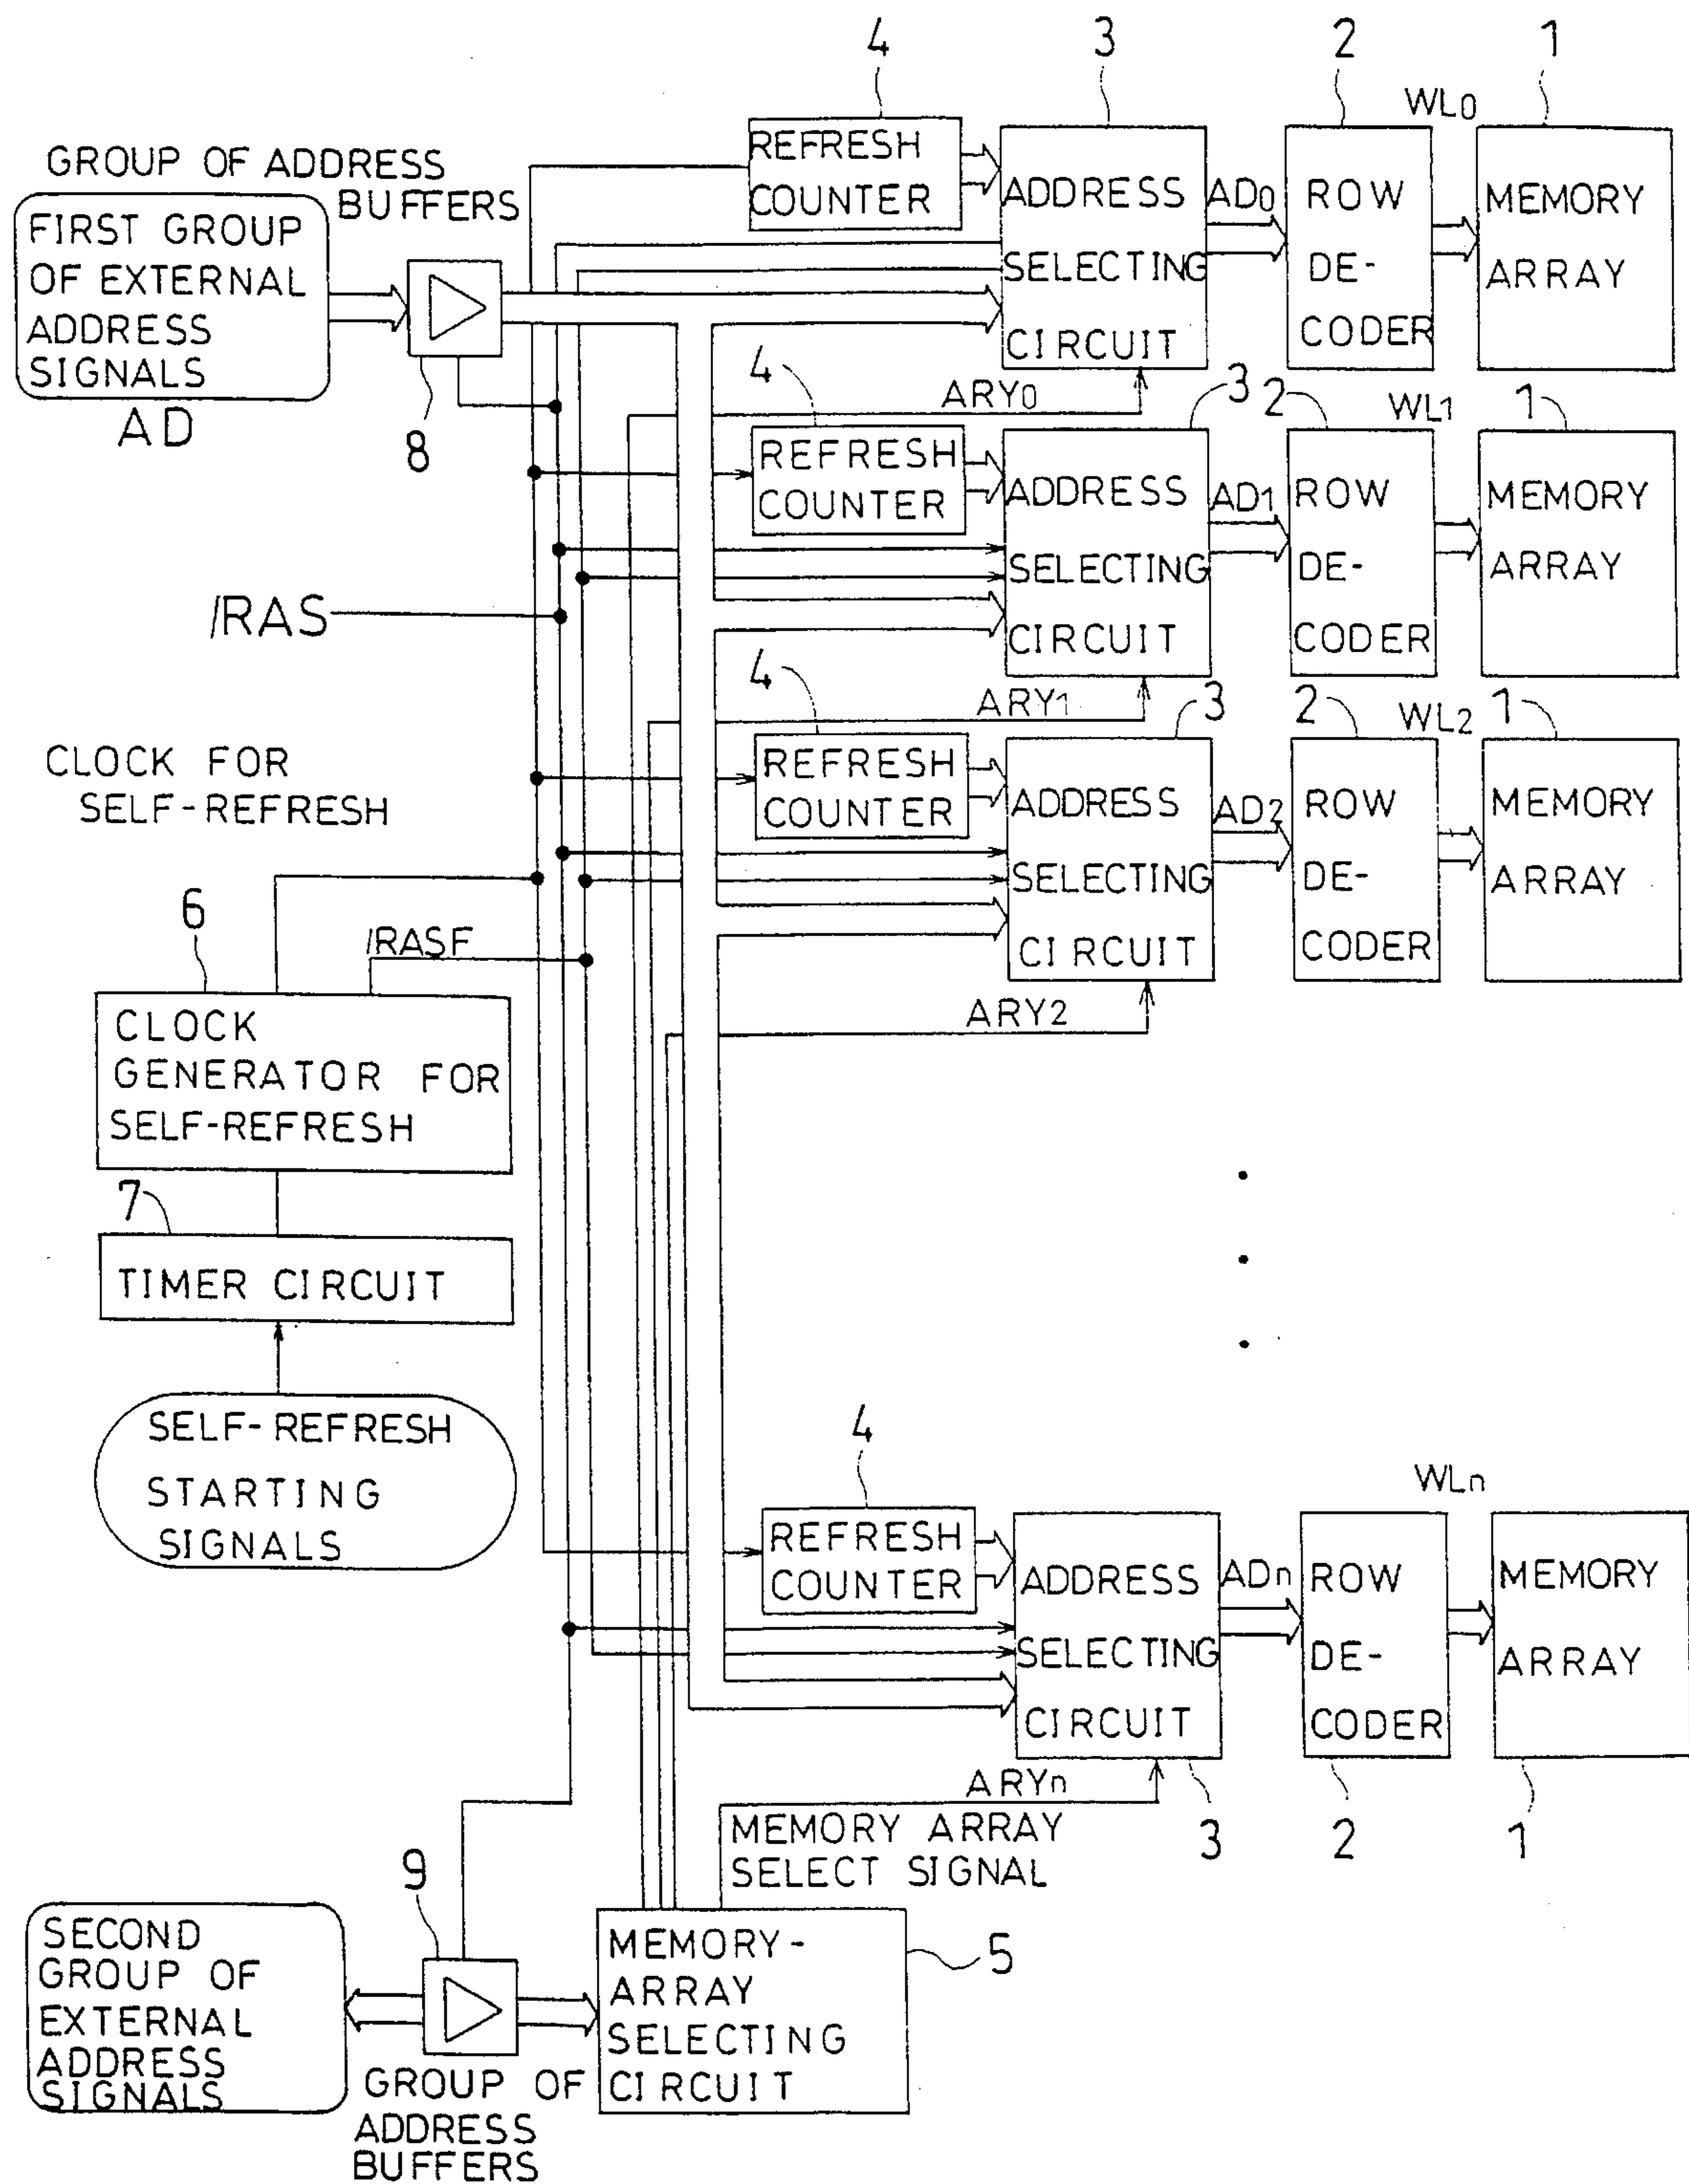 4
3
2
WL0
1
GROUP OF ADDRESS
BUFFERS
FIRST GROUP
OF EXTERNAL
ADDRESS
SIGNALS
AD
8
REFRESH
COUNTER
ADDRESS
SELECTING
CIRCUIT
AD0
ROW
DE-
CODER
MEMORY
ARRAY
ARY0
4
3
2
WL1
1
REFRESH
COUNTER
ADDRESS
SELECTING
CIRCUIT
AD1
ROW
DE-
CODER
MEMORY
ARRAY
/RAS
ARY1
4
3
2
WL2
1
REFRESH
COUNTER
ADDRESS
SELECTING
CIRCUIT
AD2
ROW
DE-
CODER
MEMORY
ARRAY
ARY2
CLOCK FOR
SELF-REFRESH
6
/RASF
CLOCK
GENERATOR FOR
SELF-REFRESH
7
TIMER CIRCUIT
SELF-REFRESH
STARTING
SIGNALS
4
WLn
REFRESH
COUNTER
ADDRESS
SELECTING
CIRCUIT
ADn
ROW
DE-
CODER
MEMORY
ARRAY
ARYn
3
2
1
MEMORY ARRAY
SELECT SIGNAL
9
SECOND
GROUP OF
EXTERNAL
ADDRESS
SIGNALS
GROUP OF
ADDRESS
BUFFERS
MEMORY-
ARRAY
SELECTING
CIRCUIT
5